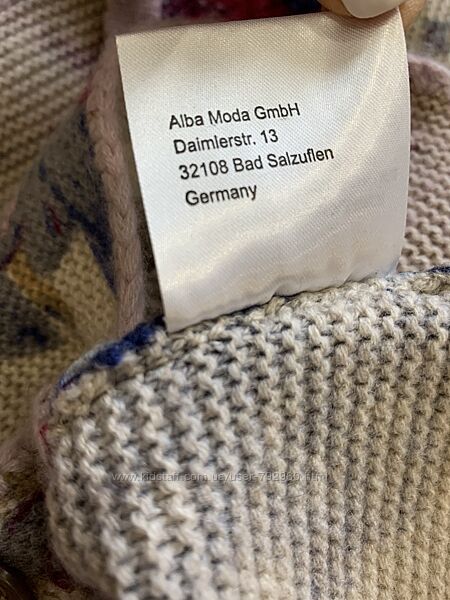 Alba Moda GmbH
Daimlerstr. 13
32108 Bad Salzuflen
Germany